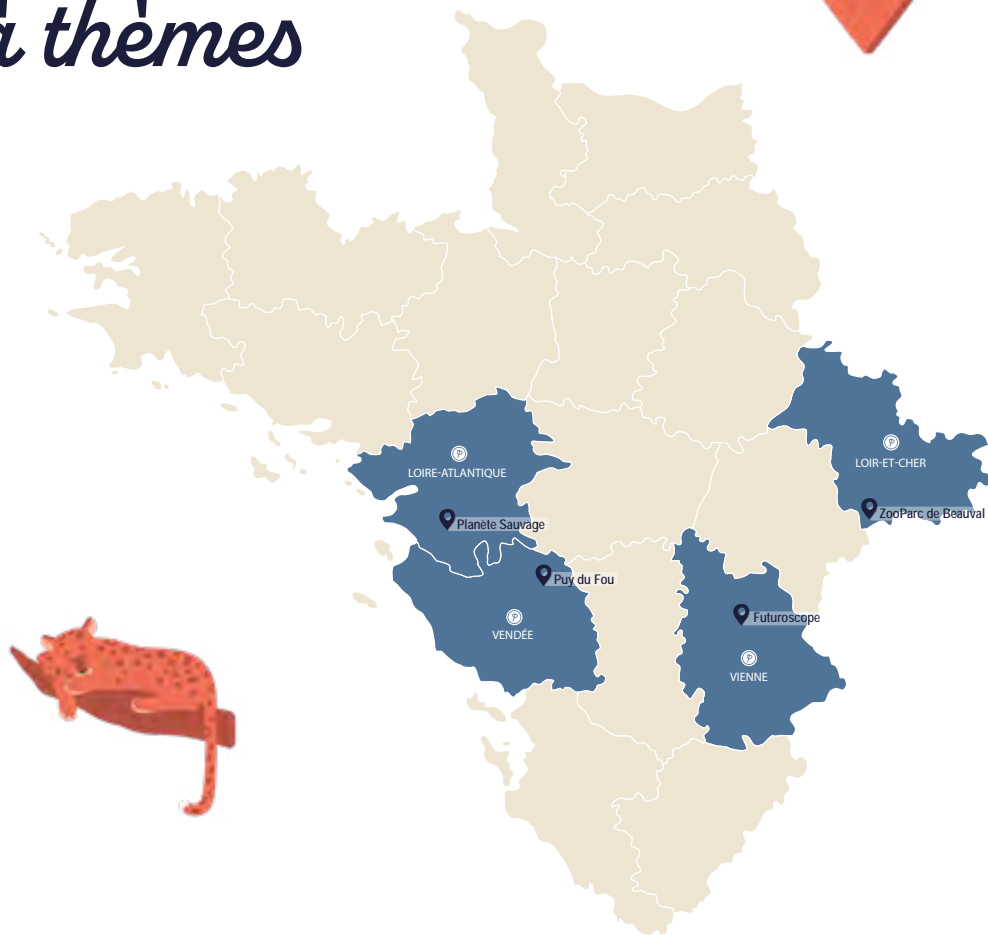 à thèmes
LOIRE-ATLANTIQUE
LOIR-ET-CHER
ZooParc de Beauval
Planète Sauvage
Puy du Fou
Futuroscope
VENDÉE
VIENNE